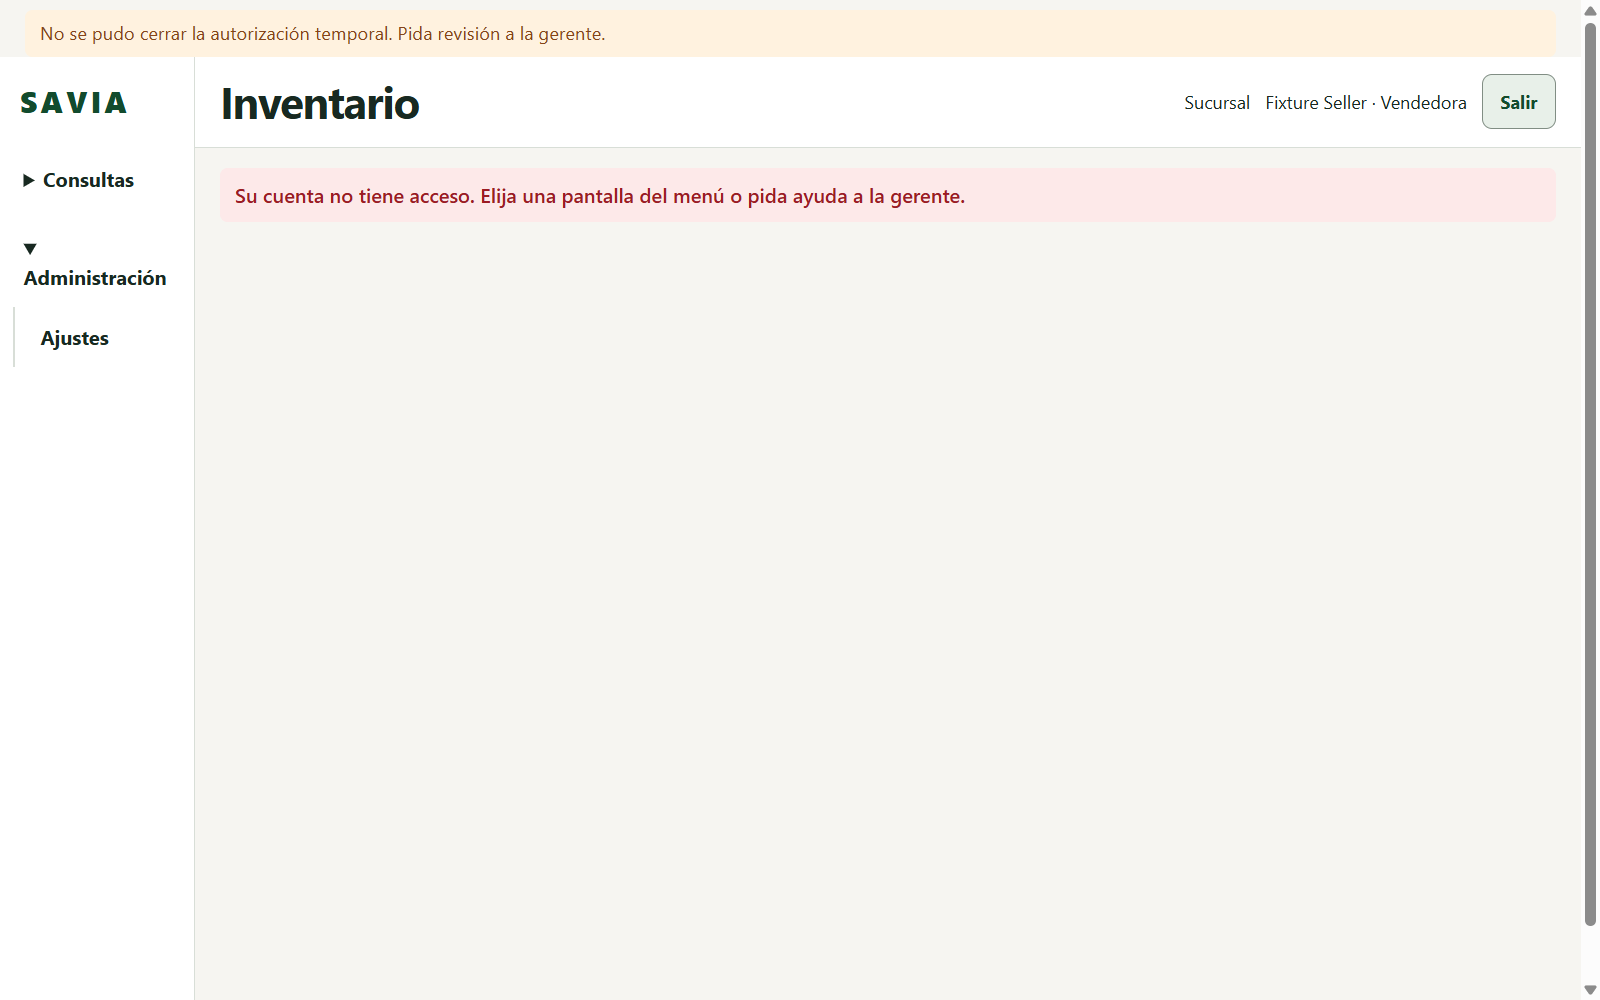 No se pudo cerrar la autorización temporal. Pida revisión a la gerente.
SAVIA
Inventario
Sucursal Fixture Seller · Vendedora Salir
Consultas
Administración
Ajustes
Su cuenta no tiene acceso. Elija una pantalla del menú o pida ayuda a la gerente.